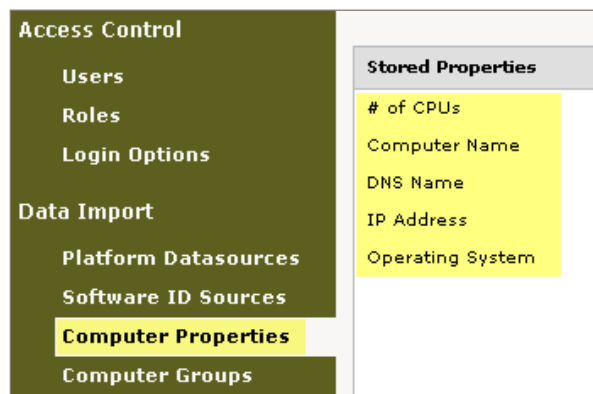 Access Control
Users
Roles
Login Options
Data Import
Platform Datasources
Software ID Sources
Computer Properties
Computer Groups
Stored Properties
# of CPUs
Computer Name
DNS Name
IP Address
Operating System